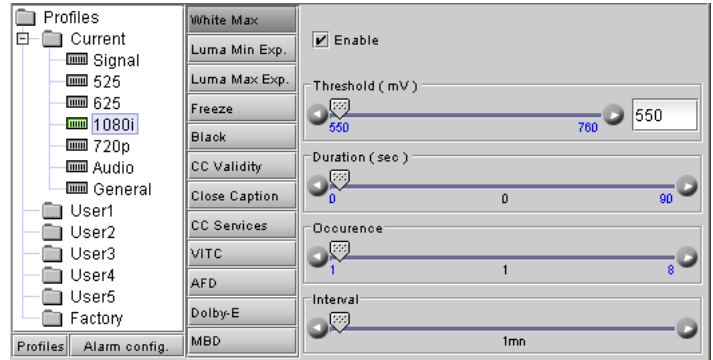 Profiles
Current
Signal
525
625
1080i
720p
Audio
General
User1
User2
User3
User4
User5
Factory
Profiles
Alarm config.
White Max
Luma Min Exp.
Luma Max Exp.
Freeze
Black
CC Validity
Close Caption
CC Services
VITC
AFD
Dolby-E
MBD
Enable
Threshold ( mV )
550 760 550
Duration ( sec )
0 0 90
Occurence
1 1 8
Interval
1mn